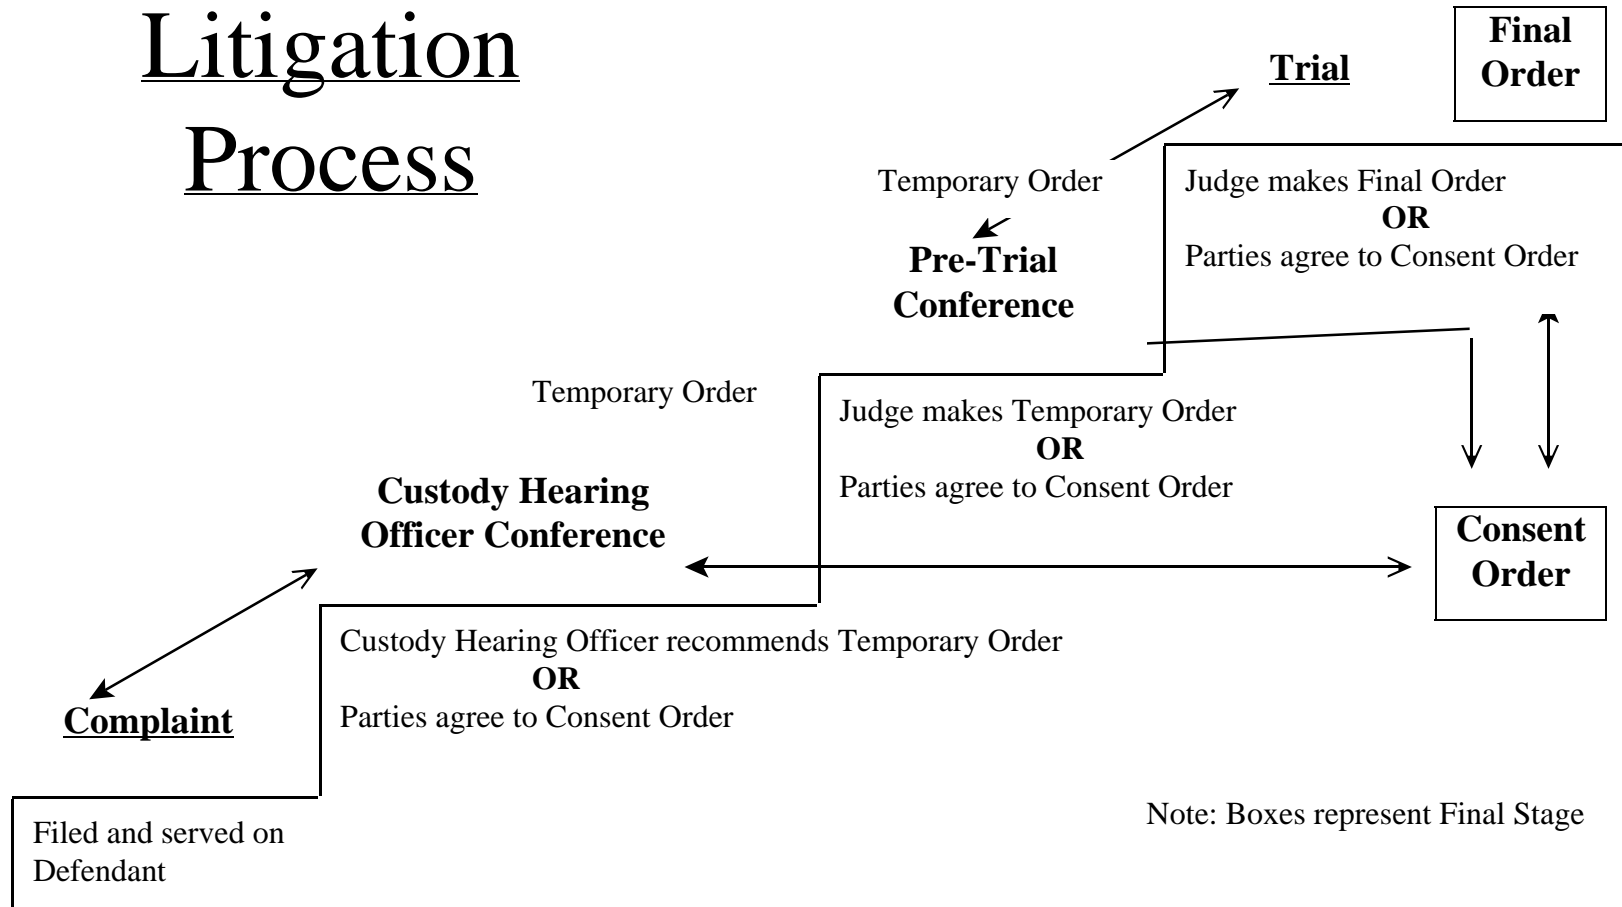 Litigation
Process
Final
Order
Trial
Temporary Order
Judge makes Final Order
OR
Parties agree to Consent Order
Pre-Trial
Conference
Temporary Order
Judge makes Temporary Order
OR
Parties agree to Consent Order
Custody Hearing
Officer Conference
Consent
Order
Custody Hearing Officer recommends Temporary Order
OR
Parties agree to Consent Order
Complaint
Filed and served on
Defendant
Note: Boxes represent Final Stage